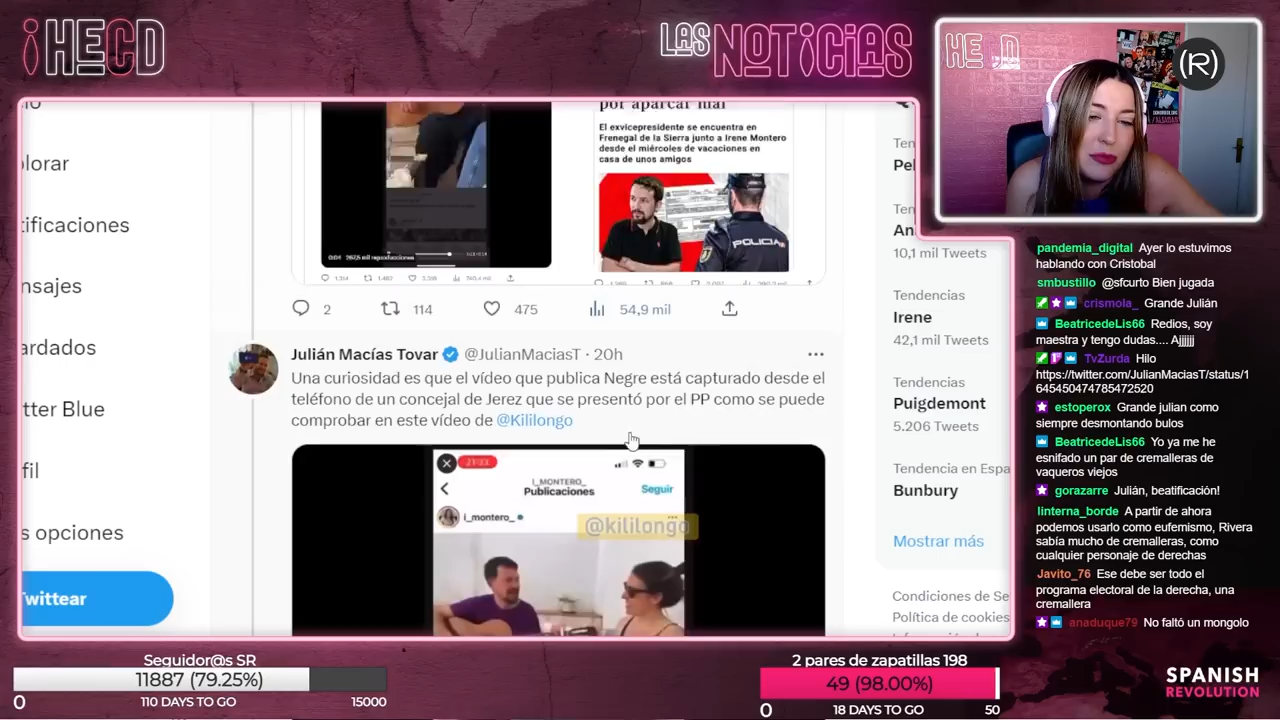 ¡HECD
LAS NOTICIAS
HE
(R)
plorar
tificaciones
nsajes
ardados
tter Blue
fil
s opciones
Twittear
por aparcar mal
El exvicepresidente se encuentra en
Frenegal de la Sierra junto a Irene Montero
desde el miércoles de vacaciones en
casa de unos amigos
POLICIA
2
114
475
54,9 mil
Julián Macías Tovar @JulianMaciasT · 20h
Una curiosidad es que el vídeo que publica Negre está capturado desde el
teléfono de un concejal de Jerez que se presentó por el PP como se puede
comprobar en este vídeo de @Kililongo
I_MONTERO_
Publicaciones
Seguir
i_montero_
@kililongo
Ten
Pel
Ten
An
10,1 mil Tweets
Tendencias
Irene
42,1 mil Tweets
Tendencias
Puigdemont
5.206 Tweets
Tendencia en Espa
Bunbury
Mostrar más
Condiciones de Se
Política de cookies
pandemia_digital Ayer lo estuvimos
hablando con Cristobal
smbustillo @sfcurto Bien jugada
crismola_ Grande Julián
BeatricedeLis66 Redios, soy
maestra y tengo dudas.... Ajjjjjj
TvZurda Hilo
https://twitter.com/JulianMaciasT/status/1
645450474785472520
estoperox Grande julian como
siempre desmontando bulos
BeatricedeLis66 Yo ya me he
esnifado un par de cremalleras de
vaqueros viejos
gorazarre Julián, beatificación!
linterna_borde A partir de ahora
podemos usarlo como eufemismo, Rivera
sabía mucho de cremalleras, como
cualquier personaje de derechas
Javito_76 Ese debe ser todo el
programa electoral de la derecha, una
cremallera
anaduque79 No faltó un mongolo
Seguidor@s SR
11887 (79.25%)
0
110 DAYS TO GO
15000
2 pares de zapatillas 198
49 (98.00%)
0
18 DAYS TO GO
50
SPANISH
REVOLUTION